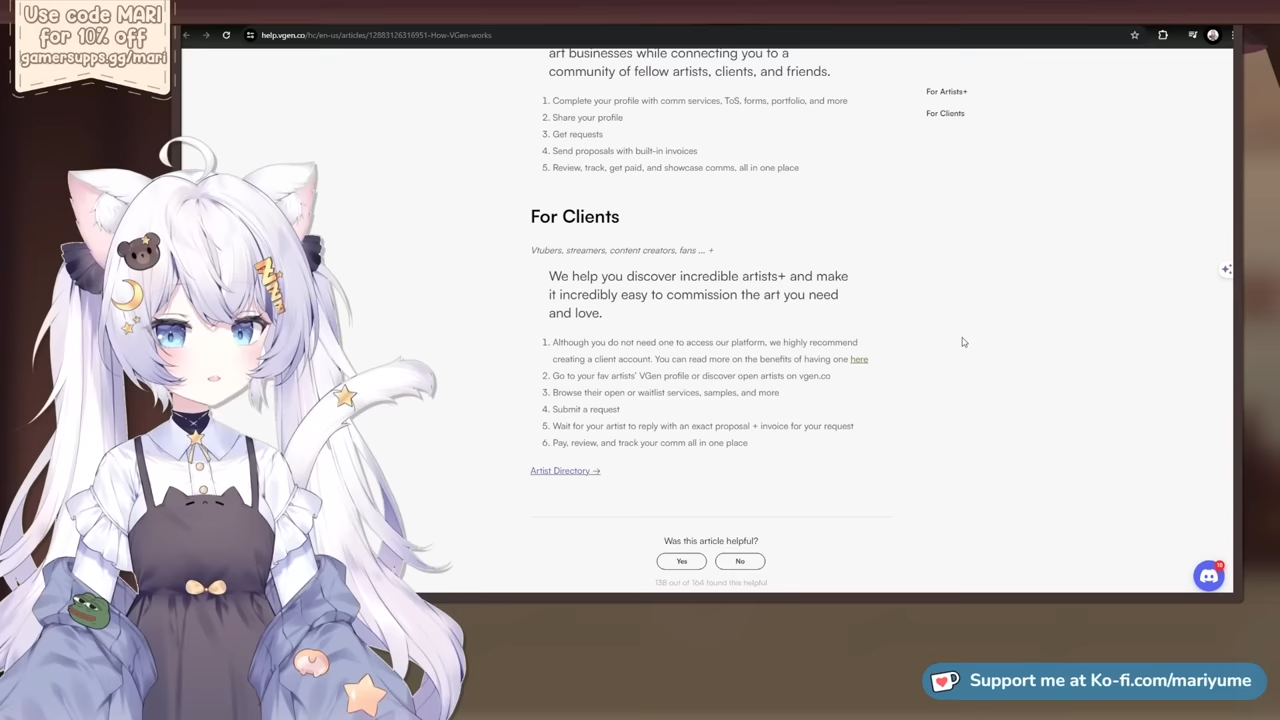 Use code MARI
for 10% off
gamersupps.gg/mari
help.vgen.co/hc/en-us/articles/12883126316951-How-VGen-works
art businesses while connecting you to a
community of fellow artists, clients, and friends.
1. Complete your profile with comm services, ToS, forms, portfolio, and more
2. Share your profile
3. Get requests
4. Send proposals with built-in invoices
5. Review, track, get paid, and showcase comms, all in one place
For Artists+
For Clients
For Clients
Vtubers, streamers, content creators, fans ... +
We help you discover incredible artists+ and make
it incredibly easy to commission the art you need
and love.
1. Although you do not need one to access our platform, we highly recommend
creating a client account. You can read more on the benefits of having one here
2. Go to your fav artists' VGen profile or discover open artists on vgen.co
3. Browse their open or waitlist services, samples, and more
4. Submit a request
5. Wait for your artist to reply with an exact proposal + invoice for your request
6. Pay, review, and track your comm all in one place
Artist Directory →
Was this article helpful?
Yes
No
138 out of 164 found this helpful
Support me at Ko-fi.com/mariyume